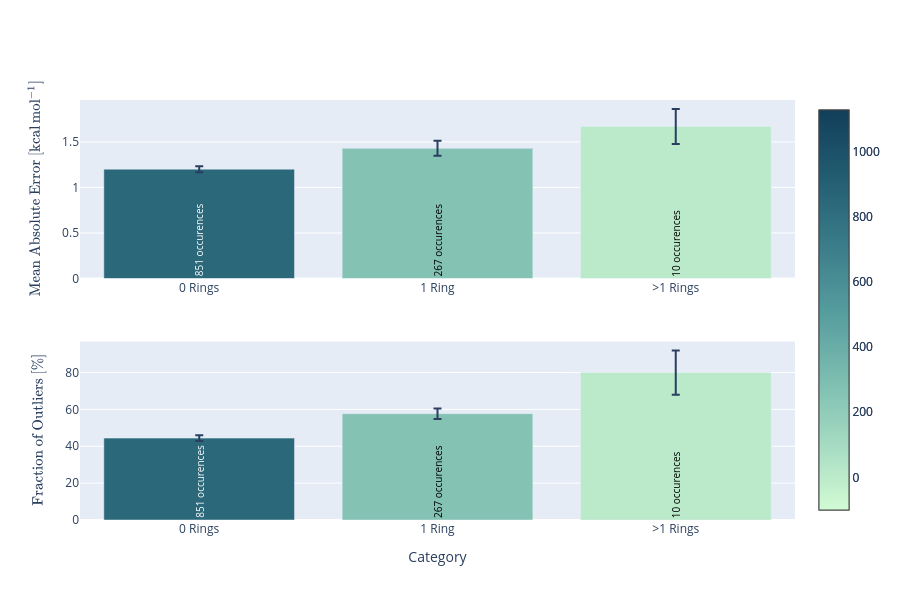 Mean Absolute Error [kcal mol⁻¹]
1.5
1
0.5
0
851 occurences
267 occurences
10 occurences
0 Rings
1 Ring
>1 Rings
Fraction of Outliers [%]
80
60
40
20
0
851 occurences
267 occurences
10 occurences
0 Rings
1 Ring
>1 Rings
Category
1000
800
600
400
200
0